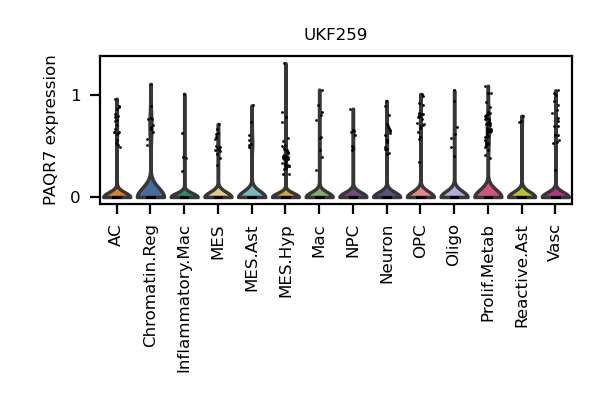 UKF259
PAQR7 expression
1
0
AC
Chromatin.Reg
Inflammatory.Mac
MES
MES.Ast
MES.Hyp
Mac
NPC
Neuron
OPC
Oligo
Prolif.Metab
Reactive.Ast
Vasc